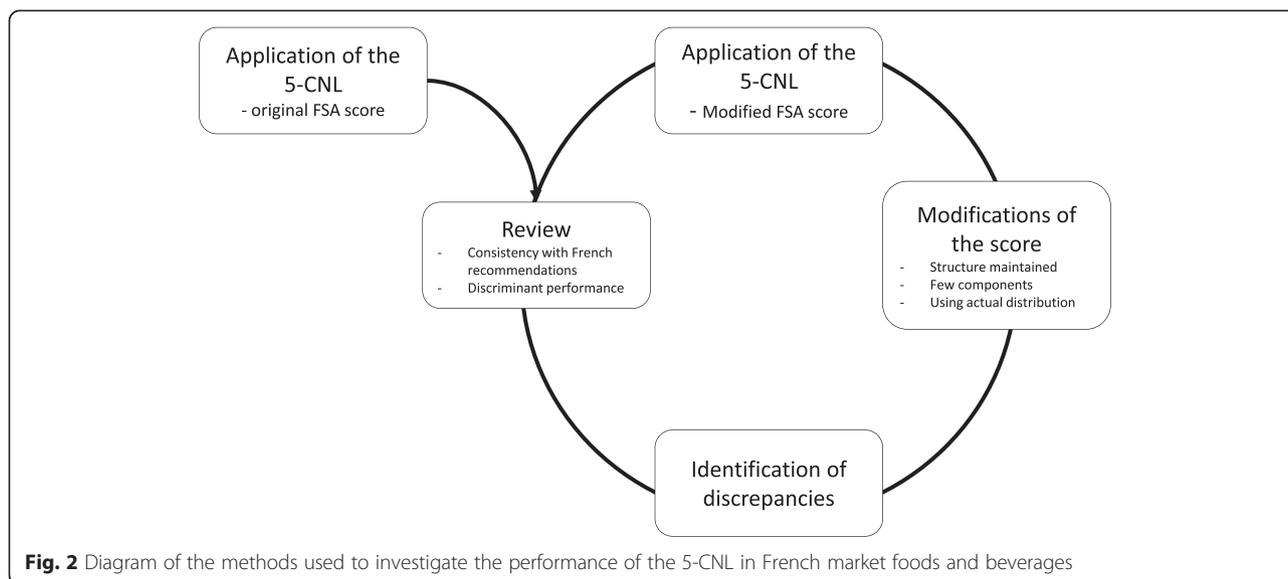 Application of the
5-CNL
- original FSA score
Application of the
5-CNL
- Modified FSA score
Review
- Consistency with French
recommendations
- Discriminant performance
Modifications of
the score
- Structure maintained
- Few components
- Using actual distribution
Identification of
discrepancies
Fig. 2 Diagram of the methods used to investigate the performance of the 5-CNL in French market foods and beverages